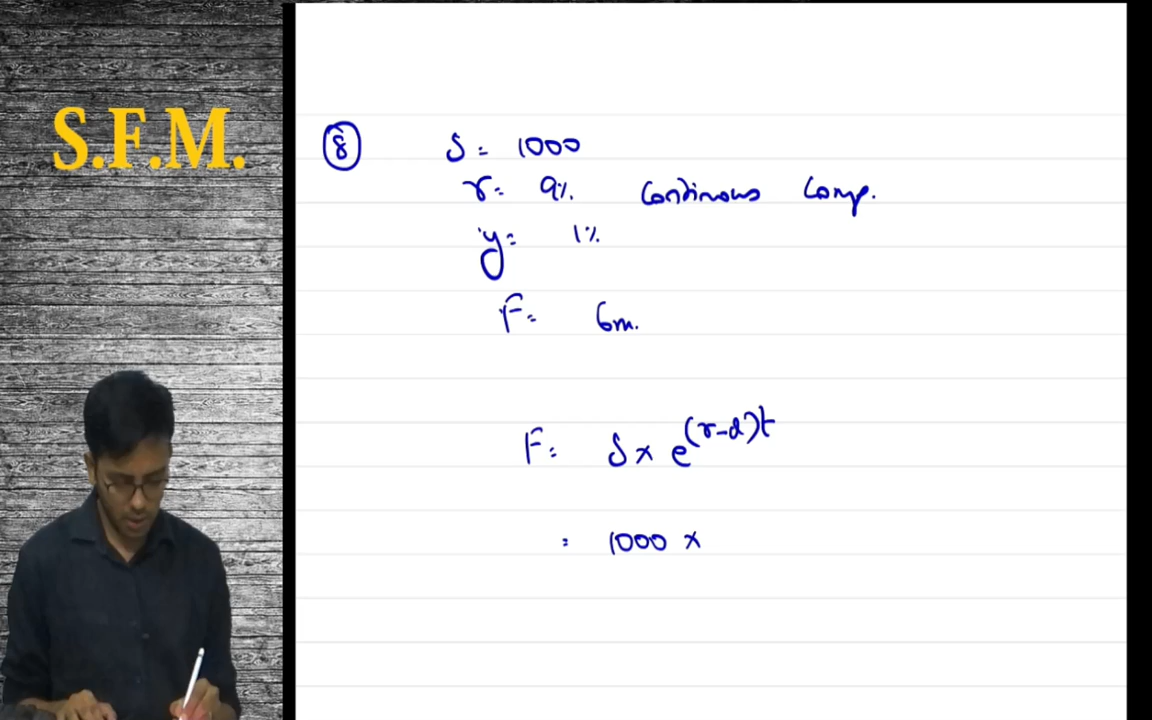 S.F.M.
8 S = 1000
r = 9% Continous Comp.
y = 1%
F = 6m.
F = S x e^(r-d)t
= 1000 x